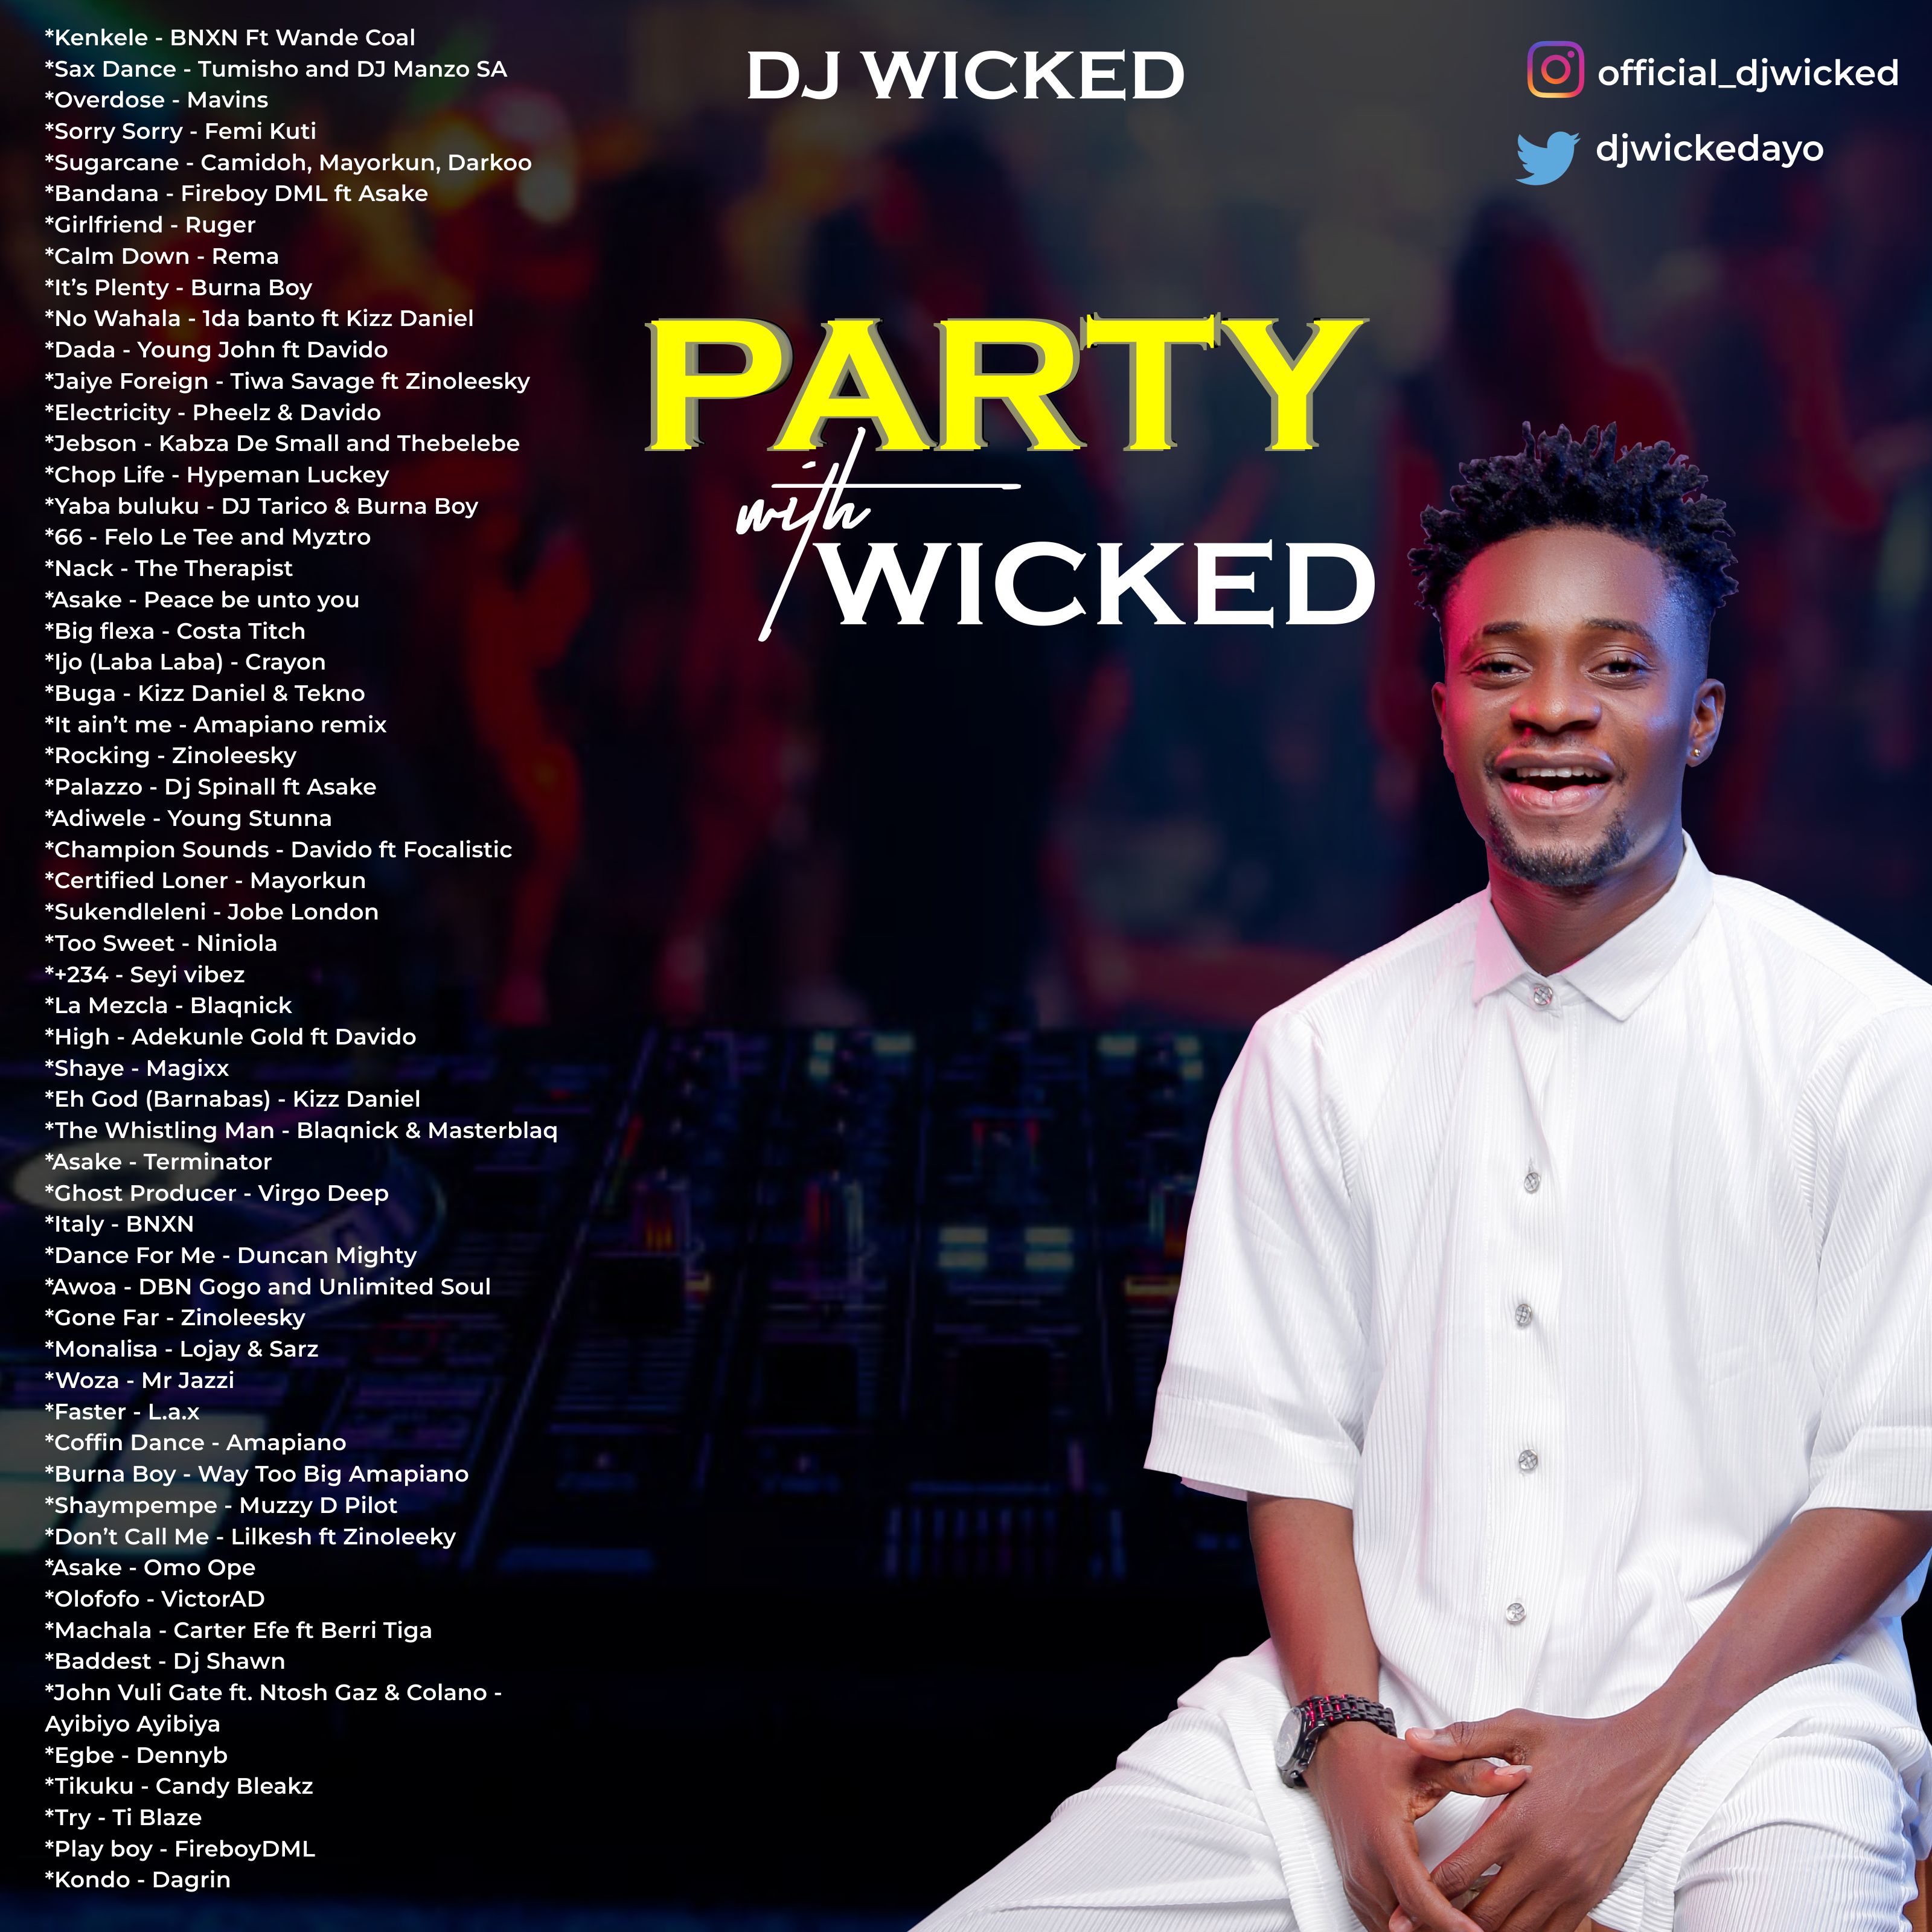 *Kenkele - BNXN Ft Wande Coal
*Sax Dance - Tumisho and DJ Manzo SA
*Overdose - Mavins
*Sorry Sorry - Femi Kuti
*Sugarcane - Camidoh, Mayorkun, Darkoo
*Bandana - Fireboy DML ft Asake
*Girlfriend - Ruger
*Calm Down - Rema
*It’s Plenty - Burna Boy
*No Wahala - 1da banto ft Kizz Daniel
*Dada - Young John ft Davido
*Jaiye Foreign - Tiwa Savage ft Zinoleesky
*Electricity - Pheelz & Davido
*Jebson - Kabza De Small and Thebelebe
*Chop Life - Hypeman Luckey
*Yaba buluku - DJ Tarico & Burna Boy
*66 - Felo Le Tee and Myztro
*Nack - The Therapist
*Asake - Peace be unto you
*Big flexa - Costa Titch
*Ijo (Laba Laba) - Crayon
*Buga - Kizz Daniel & Tekno
*It ain’t me - Amapiano remix
*Rocking - Zinoleesky
*Palazzo - Dj Spinall ft Asake
*Adiwele - Young Stunna
*Champion Sounds - Davido ft Focalistic
*Certified Loner - Mayorkun
*Sukendleleni - Jobe London
*Too Sweet - Niniola
*+234 - Seyi vibez
*La Mezcla - Blaqnick
*High - Adekunle Gold ft Davido
*Shaye - Magixx
*Eh God (Barnabas) - Kizz Daniel
*The Whistling Man - Blaqnick & Masterblaq
*Asake - Terminator
*Ghost Producer - Virgo Deep
*Italy - BNXN
*Dance For Me - Duncan Mighty
*Awoa - DBN Gogo and Unlimited Soul
*Gone Far - Zinoleesky
*Monalisa - Lojay & Sarz
*Woza - Mr Jazzi
*Faster - L.a.x
*Coffin Dance - Amapiano
*Burna Boy - Way Too Big Amapiano
*Shaympempe - Muzzy D Pilot
*Don’t Call Me - Lilkesh ft Zinoleeky
*Asake - Omo Ope
*Olofofo - VictorAD
*Machala - Carter Efe ft Berri Tiga
*Baddest - Dj Shawn
*John Vuli Gate ft. Ntosh Gaz & Colano -
Ayibiyo Ayibiya
*Egbe - Dennyb
*Tikuku - Candy Bleakz
*Try - Ti Blaze
*Play boy - FireboyDML
*Kondo - Dagrin
DJ WICKED
PARTY
with
WICKED
official_djwicked
djwickedayo